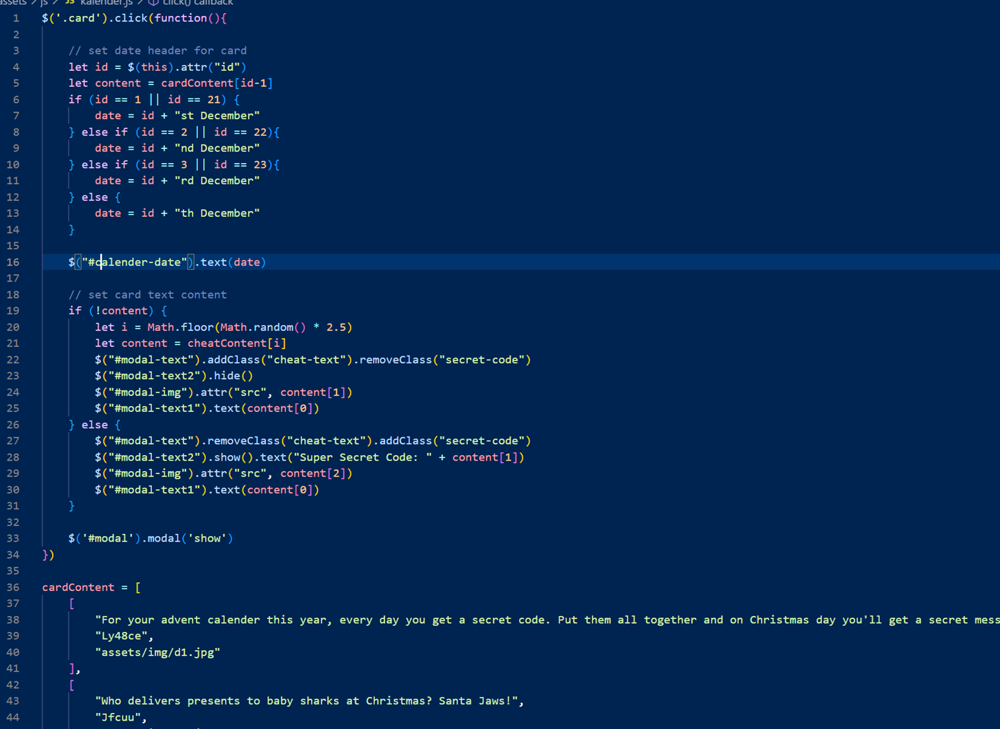 assets > js > JS kalender.js > click() callback
1 $('.card').click(function(){
2
3 // set date header for card
4 let id = $(this).attr("id")
5 let content = cardContent[id-1]
6 if (id == 1 || id == 21) {
7 date = id + "st December"
8 } else if (id == 2 || id == 22){
9 date = id + "nd December"
10 } else if (id == 3 || id == 23){
11 date = id + "rd December"
12 } else {
13 date = id + "th December"
14 }
15
16 $("#calender-date").text(date)
17
18 // set card text content
19 if (!content) {
20 let i = Math.floor(Math.random() * 2.5)
21 let content = cheatContent[i]
22 $("#modal-text").addClass("cheat-text").removeClass("secret-code")
23 $("#modal-text2").hide()
24 $("#modal-img").attr("src", content[1])
25 $("#modal-text1").text(content[0])
26 } else {
27 $("#modal-text").removeClass("cheat-text").addClass("secret-code")
28 $("#modal-text2").show().text("Super Secret Code: " + content[1])
29 $("#modal-img").attr("src", content[2])
30 $("#modal-text1").text(content[0])
31 }
32
33 $('#modal').modal('show')
34 })
35
36 cardContent = [
37 [
38 "For your advent calender this year, every day you get a secret code. Put them all together and on Christmas day you'll get a secret mess
39 "Ly48ce",
40 "assets/img/d1.jpg"
41 ],
42 [
43 "Who delivers presents to baby sharks at Christmas? Santa Jaws!",
44 "Jfcuu",